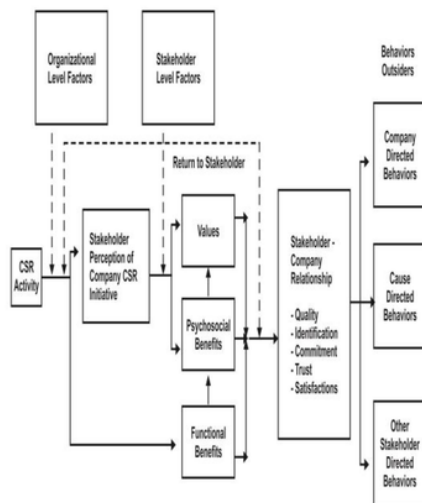 Organizational
Level Factors
Stakeholder
Level Factors
Behaviors
Outsiders
Return to Stakeholder
Company
Directed
Behaviors
CSR
Activity
Stakeholder
Perception of
Company CSR
Initiative
Values
Psychosocial
Benefits
Functional
Benefits
Stakeholder -
Company
Relationship
- Quality
- Identification
- Commitment
- Trust
- Satisfactions
Cause
Directed
Behaviors
Other
Stakeholder
Directed
Behaviors